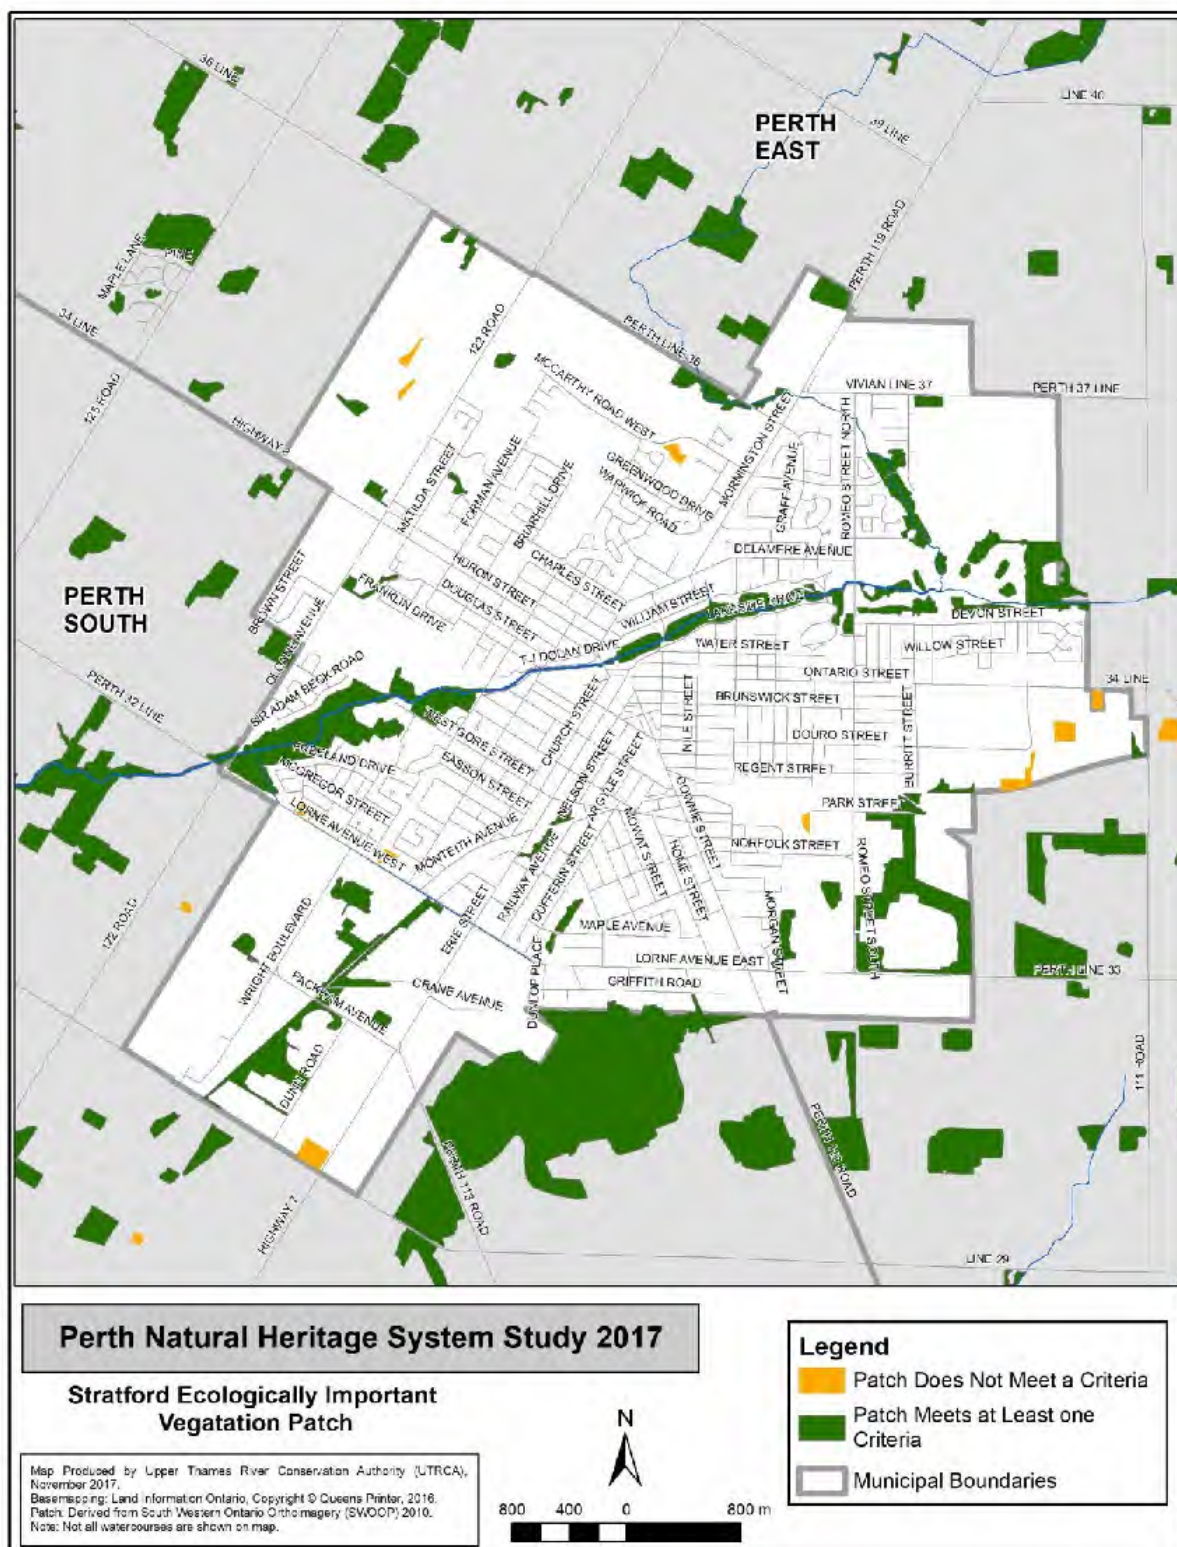 36 LINE
PERTH
EAST
LINE 40
39 LINE
PERTH 119 ROAD
MAPLE LANE
PINE
34 LINE
125 ROAD
HIGHWAY
122 ROAD
PERTH LINE 36
VIVIAN LINE 37
PERTH 37 LINE
MCCARTHY ROAD WEST
MORNINGTON STREET
ROMEO STREET NORTH
GREENWOOD DRIVE
WARWICK ROAD
GRAFF AVENUE
MATILDA STREET
FORMAN AVENUE
BRIARHILL DRIVE
DELAMERE AVENUE
HURON STREET
CHARLES STREET
PERTH
SOUTH
FRANKLIN DRIVE
DOUGLAS STREET
WILLIAM STREET
LAKESIDE DRIVE
DEVON STREET
T J DOLAN DRIVE
WATER STREET
WILLOW STREET
SIR ADAM BECK ROAD
ONTARIO STREET
34 LINE
PERTH 32 LINE
BRUNSWICK STREET
WEST GORE STREET
CHURCH STREET
NILE STREET
DOURO STREET
BURRITT STREET
FREELAND DRIVE
MCGREGOR STREET
EASSON STREET
NELSON STREET
ARGYLE STREET
REGENT STREET
LORNE AVENUE WEST
MONTEITH AVENUE
DOWNIE STREET
PARK STREET
MOWAT STREET
HOME STREET
NORFOLK STREET
RAILWAY AVENUE
DUFFERIN STREET
MORGAN STREET
ROMEO STREET SOUTH
172 ROAD
WRIGHT BOULEVARD
ERIE STREET
MAPLE AVENUE
LORNE AVENUE EAST
PERTH LINE 33
PACKHAM AVENUE
CRANE AVENUE
GRIFFITH ROAD
DUNN ROAD
111 ROAD
PERTH 113 ROAD
HIGHWAY 7
LINE 29
Perth Natural Heritage System Study 2017
Stratford Ecologically Important
Vegatation Patch
Map Produced by Upper Thames River Conservation Authority (UTRCA),
November 2017.
Basemapping: Land Information Ontario, Copyright © Queens Printer, 2016.
Patch: Derived from South Western Ontario Orthoimagery (SWOOP) 2010.
Note: Not all watercourses are shown on map.
N
800 400 0 800 m
Legend
Patch Does Not Meet a Criteria
Patch Meets at Least one
Criteria
Municipal Boundaries